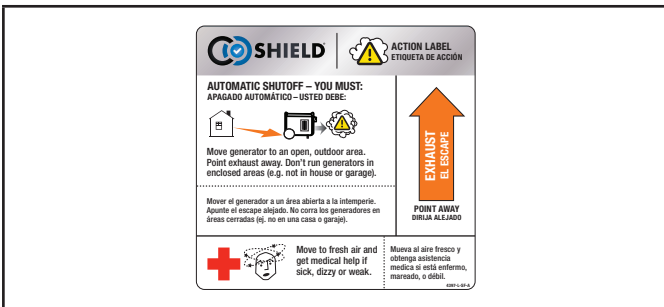 CO SHIELD
ACTION LABEL
ETIQUETA DE ACCIÓN
AUTOMATIC SHUTOFF – YOU MUST:
APAGADO AUTOMÁTICO – USTED DEBE:
Move generator to an open, outdoor area.
Point exhaust away. Don't run generators in
enclosed areas (e.g. not in house or garage).
Mover el generador a un área abierta a la intemperie.
Apunte el escape alejado. No corra los generadores en
áreas cerradas (ej. no en una casa o garaje).
EXHAUST
EL ESCAPE
POINT AWAY
DIRIJA ALEJADO
Move to fresh air and
get medical help if
sick, dizzy or weak.
Mueva al aire fresco y
obtenga asistencia
medica si está enfermo,
mareado, o débil.